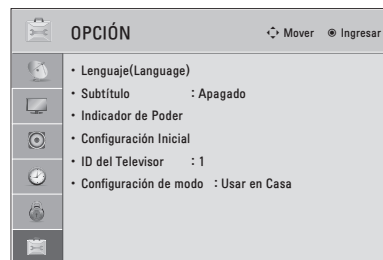 OPCIÓN
Mover
Ingresar
• Lenguaje(Language)
• Subtítulo : Apagado
• Indicador de Poder
• Configuración Inicial
• ID del Televisor : 1
• Configuración de modo : Usar en Casa